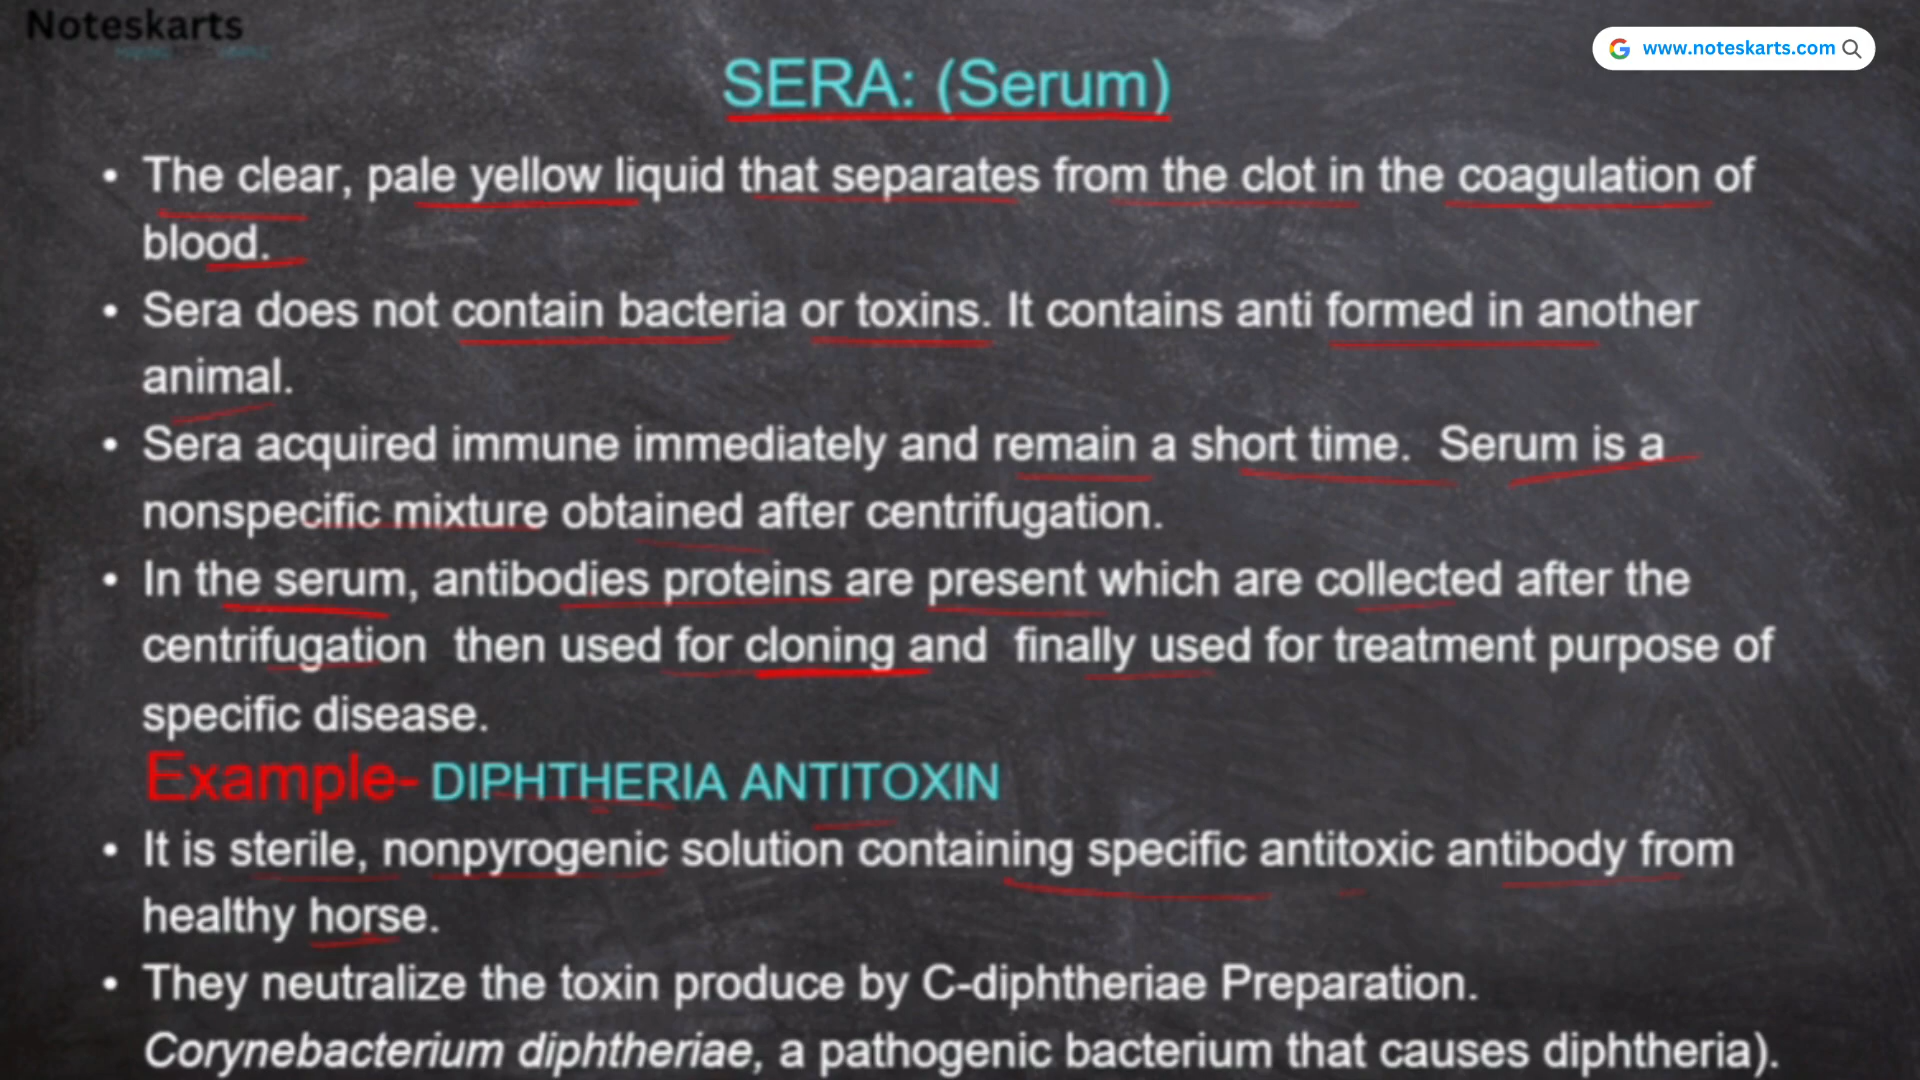 Noteskarts
www.noteskarts.com
SERA: (Serum)
• The clear, pale yellow liquid that separates from the clot in the coagulation of
blood.
• Sera does not contain bacteria or toxins. It contains anti formed in another
animal.
• Sera acquired immune immediately and remain a short time. Serum is a
nonspecific mixture obtained after centrifugation.
• In the serum, antibodies proteins are present which are collected after the
centrifugation then used for cloning and finally used for treatment purpose of
specific disease.
Example- DIPHTHERIA ANTITOXIN
• It is sterile, nonpyrogenic solution containing specific antitoxic antibody from
healthy horse.
• They neutralize the toxin produce by C-diphtheriae Preparation.
Corynebacterium diphtheriae, a pathogenic bacterium that causes diphtheria).